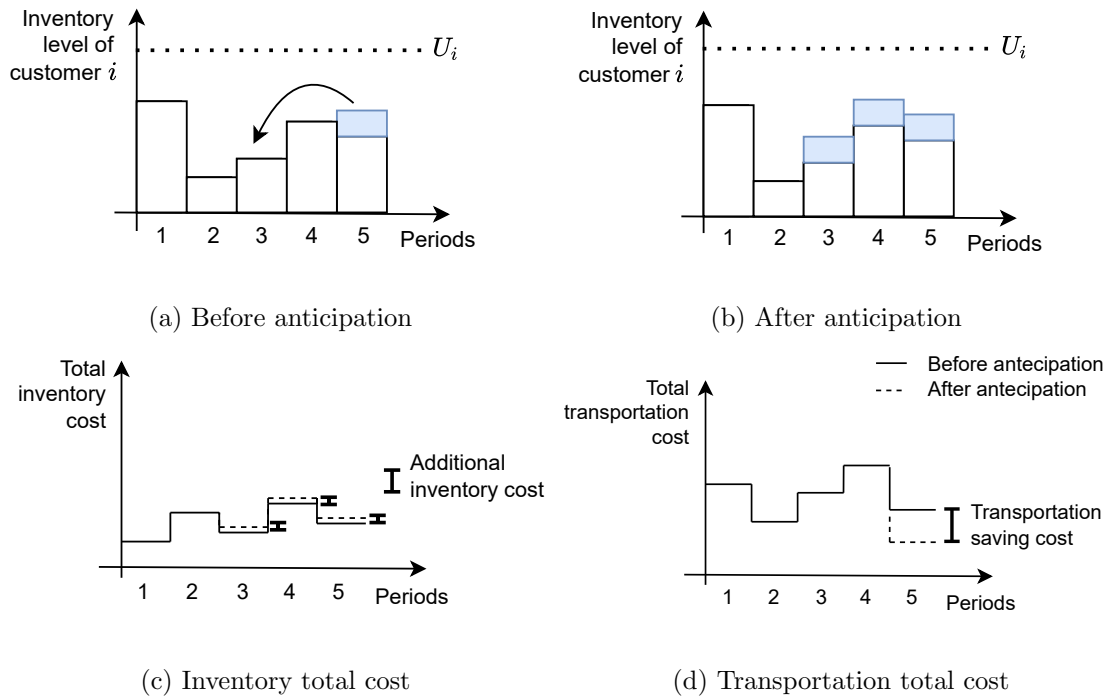 Inventory
level of
customer i
U_i
1 2 3 4 5 Periods
(a) Before anticipation
Inventory
level of
customer i
U_i
1 2 3 4 5 Periods
(b) After anticipation
Total
inventory
cost
Additional
inventory cost
1 2 3 4 5 Periods
(c) Inventory total cost
Before antecipation
After antecipation
Total
transportation
cost
Transportation
saving cost
1 2 3 4 5 Periods
(d) Transportation total cost